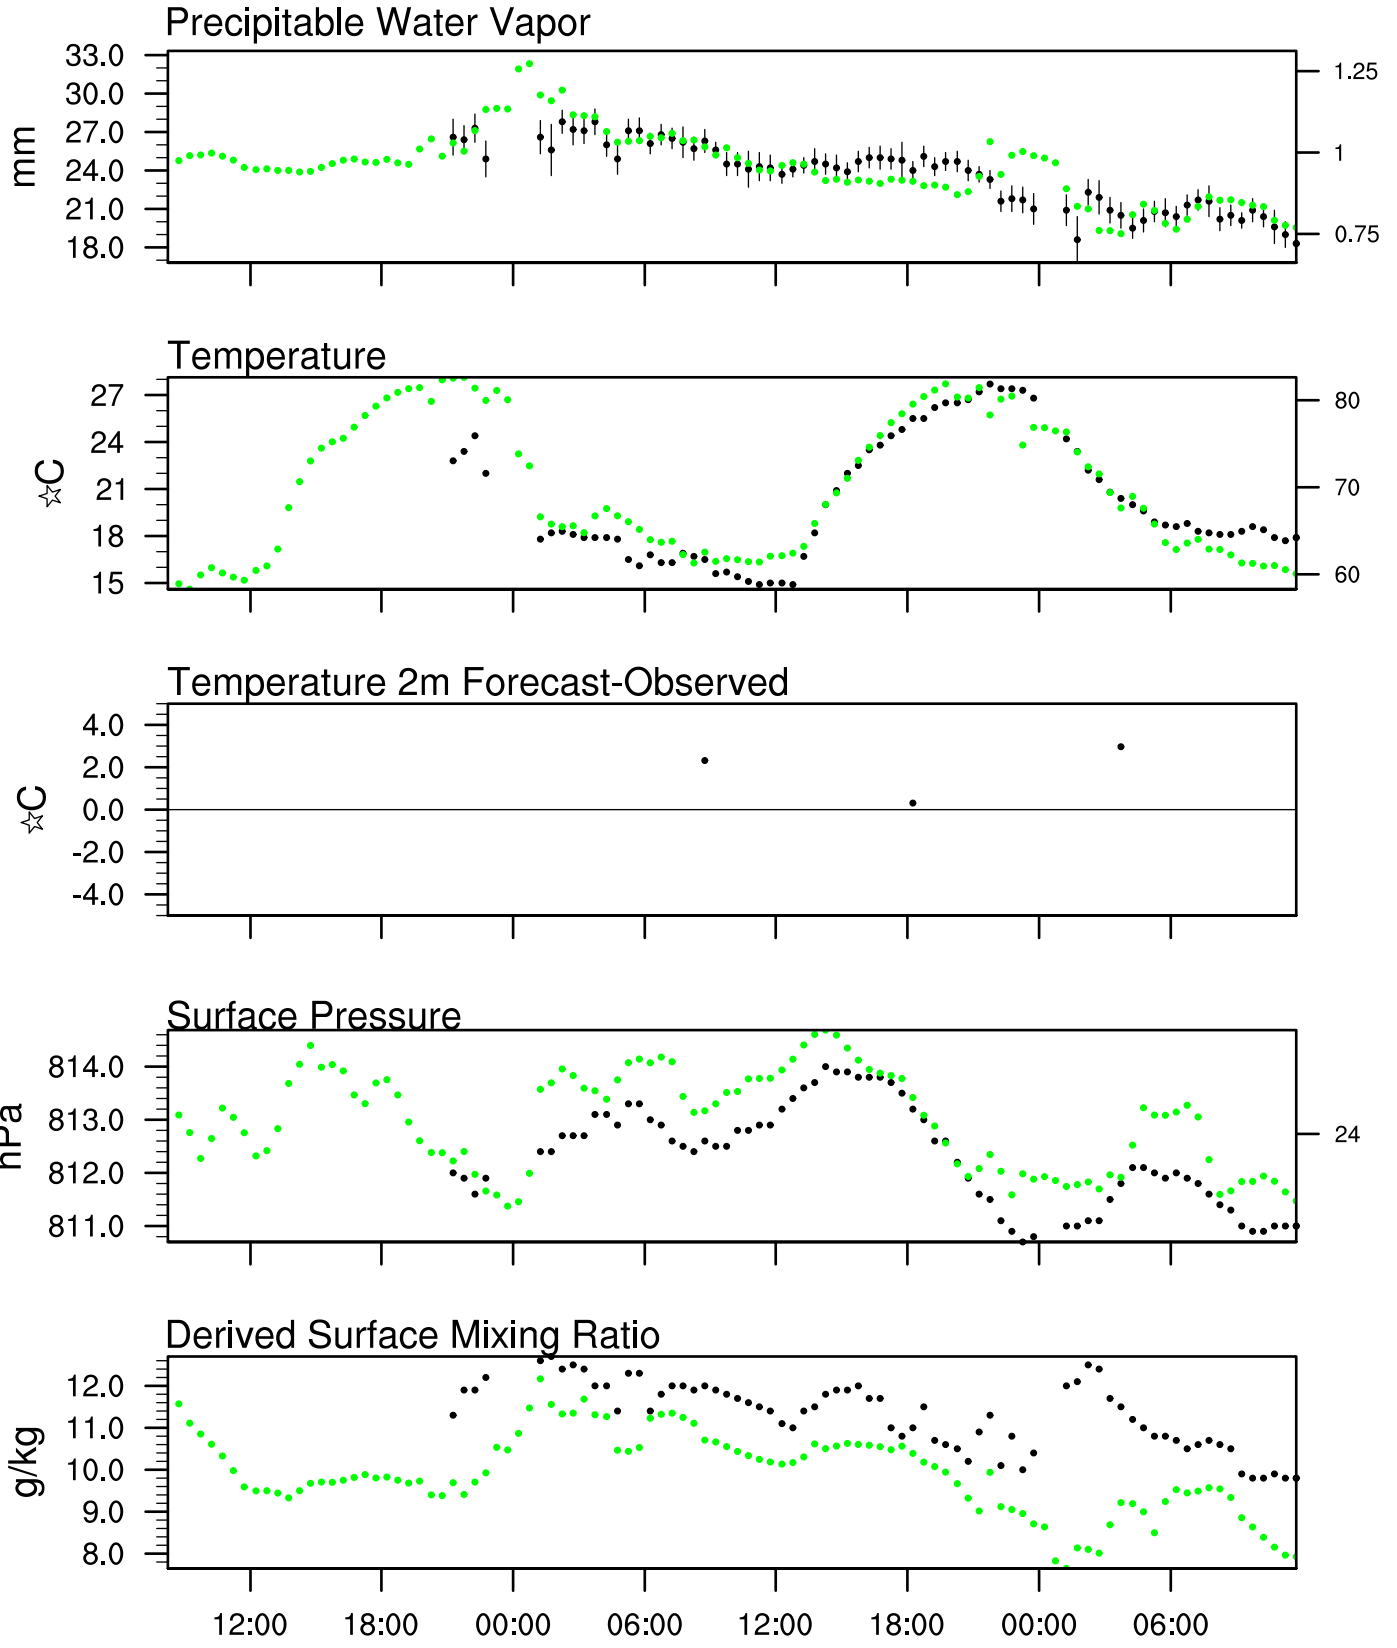 Precipitable Water Vapor
33.0
30.0
27.0
24.0
21.0
18.0
mm
1.25
1
0.75
Temperature
27
24
21
18
15
☆C
80
70
60
Temperature 2m Forecast-Observed
4.0
2.0
0.0
-2.0
-4.0
☆C
Surface Pressure
814.0
813.0
812.0
811.0
hPa
24
Derived Surface Mixing Ratio
12.0
11.0
10.0
9.0
8.0
g/kg
12:00 18:00 00:00 06:00 12:00 18:00 00:00 06:00